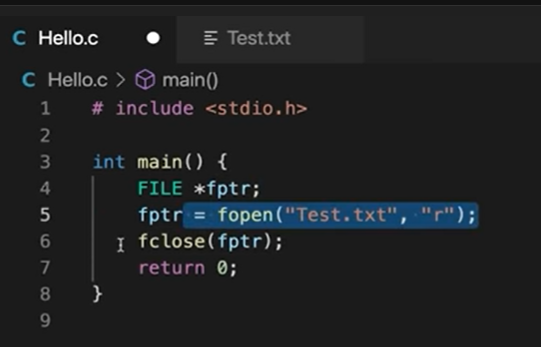 C Hello.c ● Test.txt
C Hello.c > main()
1 # include <stdio.h>
2
3 int main() {
4 FILE *fptr;
5 fptr = fopen("Test.txt", "r");
6 fclose(fptr);
7 return 0;
8 }
9